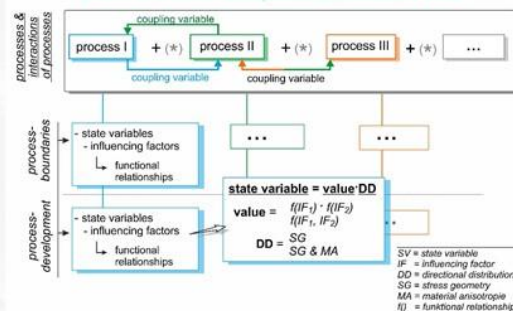 processes &
interactions
of processes
coupling variable
process I + (*) process II + (*) process III + (*) ...
coupling variable
coupling variable
process-
boundaries
- state variables
- influencing factors
functional
relationships
...
...
process-
development
- state variables
- influencing factors
functional
relationships
state variable = value·DD
value = f(IF₁) · f(IF₂)
f(IF₁, IF₂)
DD = SG
SG & MA
SV = state variable
IF = influencing factor
DD = directional distribution
SG = stress geometry
MA = material anisotropie
f() = funktional relationship